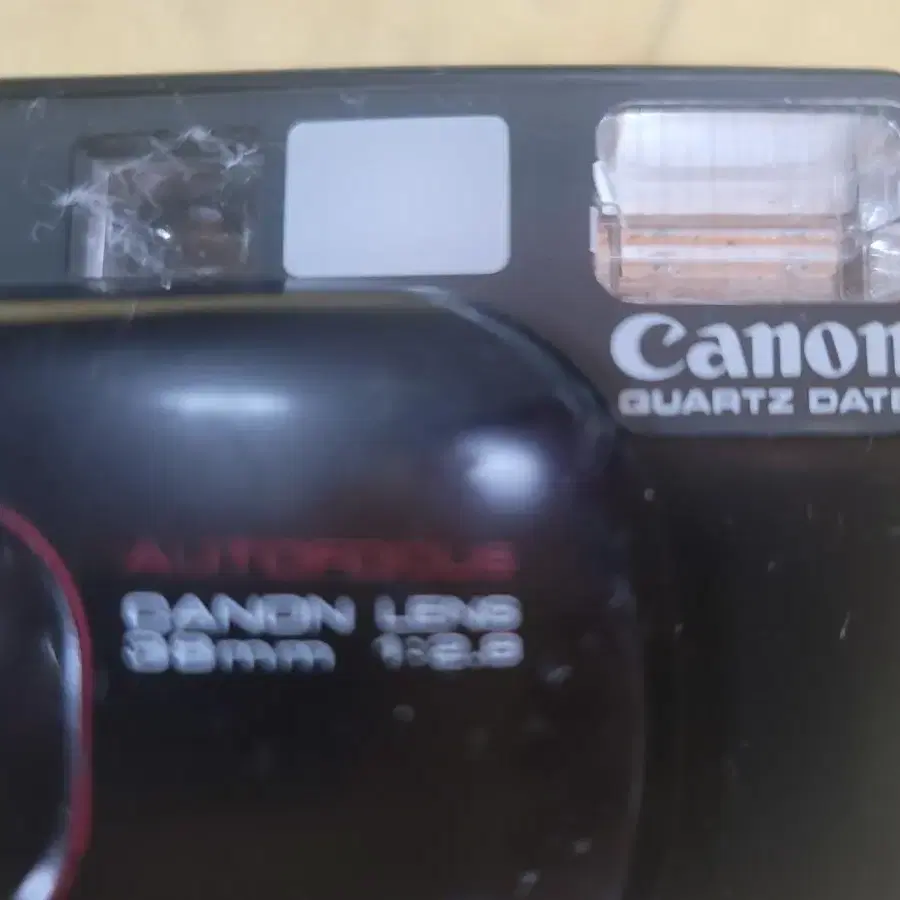 Canon
QUARTZ DATE
AUTOFOCUS
CANON LENS
38mm 1:2.8